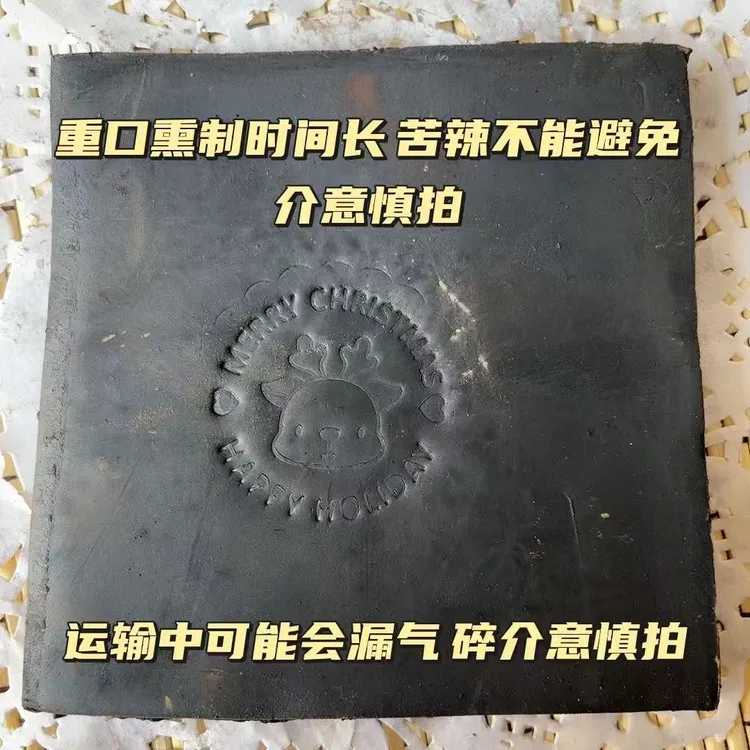 重口熏制时间长 苦辣不能避免
介意慎拍
MERRY CHRISTMAS
HAPPY HOLIDAY
运输中可能会漏气 碎介意慎拍